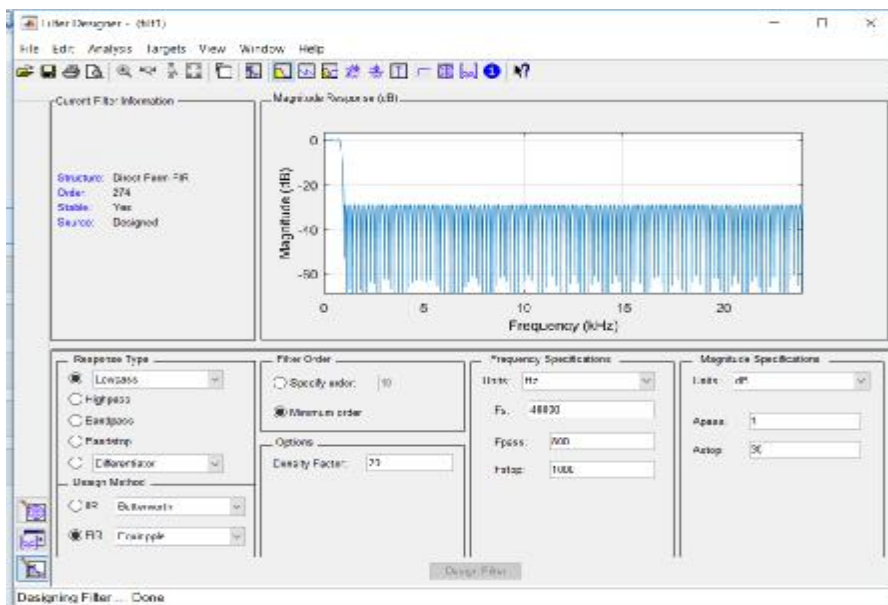 Filter Designer - (filt1)
File Edit Analysis Targets View Window Help
Current Filter Information
Structure: Direct Form FIR
Order: 274
Stable: Yes
Source: Designed
Magnitude Response (dB)
Magnitude (dB)
0
-20
-40
-60
0 5 10 15 20
Frequency (kHz)
Response Type
Lowpass
Highpass
Bandpass
Bandstop
Differentiator
Design Method
IIR Butterworth
FIR Equiripple
Filter Order
Specify order: 10
Minimum order
Options
Density Factor: 20
Frequency Specifications
Units: Hz
Fs: 48000
Fpass: 800
Fstop: 1000
Magnitude Specifications
Units: dB
Apass: 1
Astop: 30
Design Filter
Designing Filter ... Done